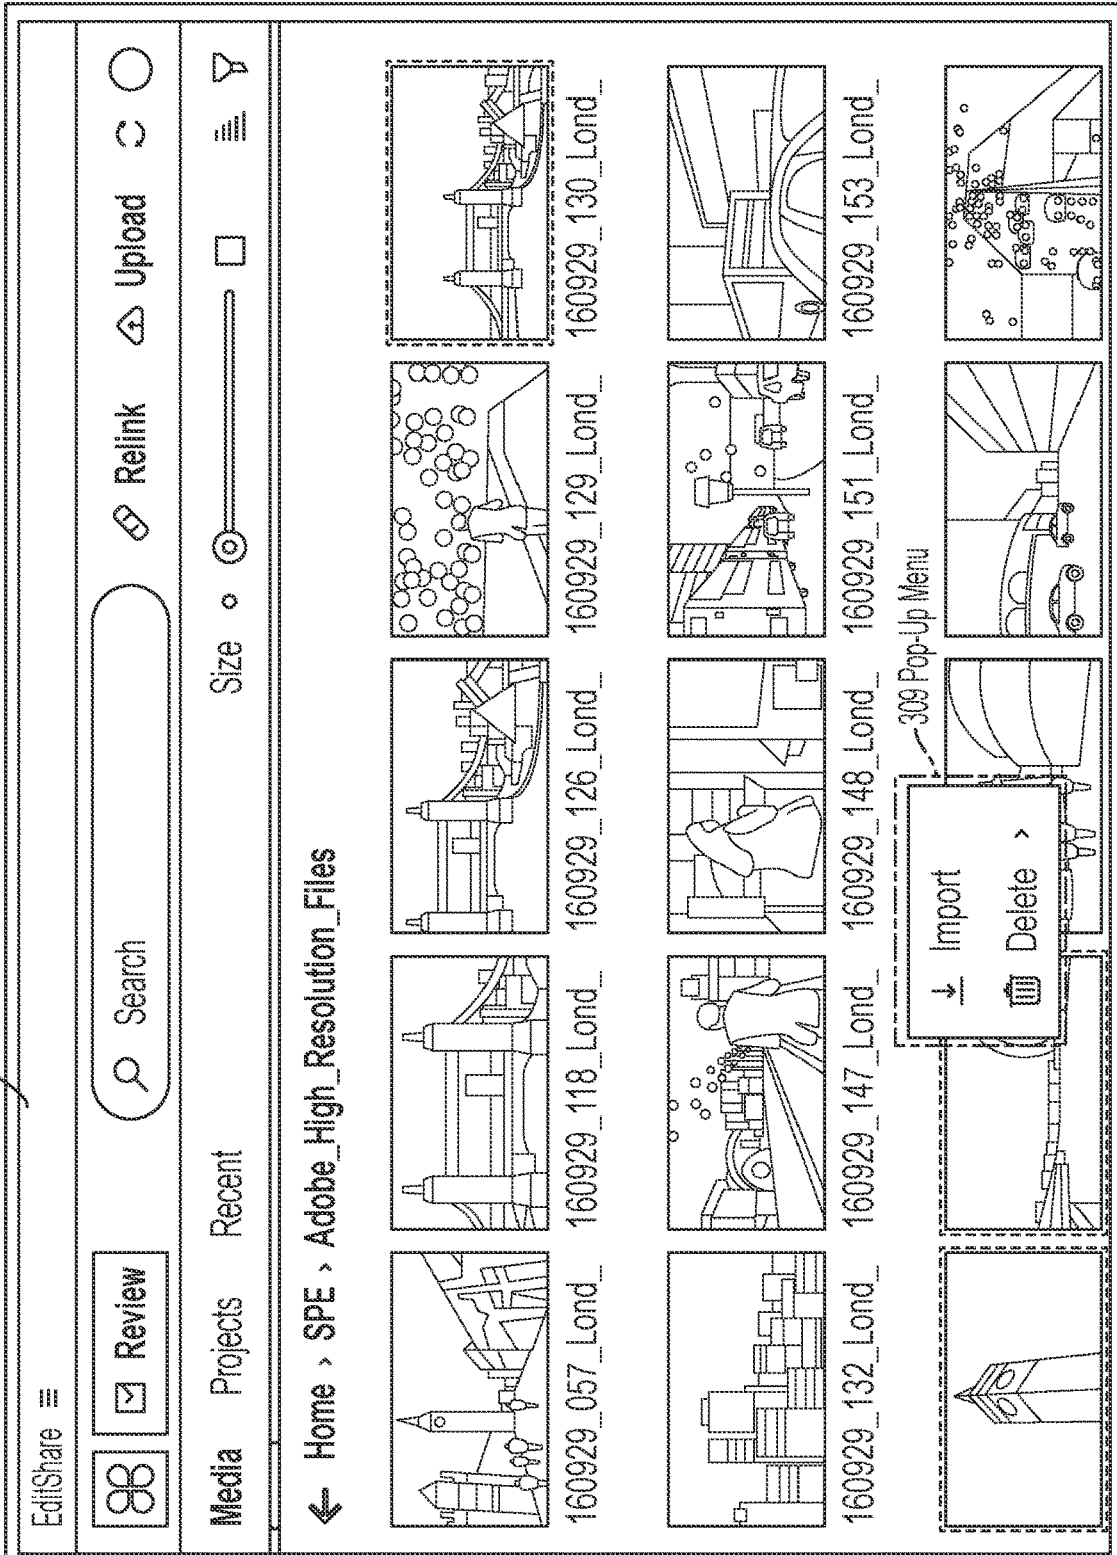 EditShare
Review
Search
Relink
Upload
Media Projects Recent
Size
Home > SPE > Adobe_High_Resolution_Files
160929_057_Lond_ 160929_118_Lond_ 160929_126_Lond_ 160929_129_Lond_ 160929_130_Lond_
160929_132_Lond_ 160929_147_Lond_ 160929_148_Lond_ 160929_151_Lond_ 160929_153_Lond_
309 Pop-Up Menu
Import
Delete >